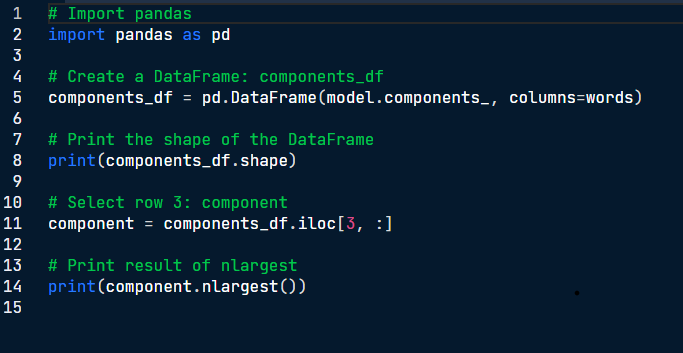 1 # Import pandas
2 import pandas as pd
3
4 # Create a DataFrame: components_df
5 components_df = pd.DataFrame(model.components_, columns=words)
6
7 # Print the shape of the DataFrame
8 print(components_df.shape)
9
10 # Select row 3: component
11 component = components_df.iloc[3, :]
12
13 # Print result of nlargest
14 print(component.nlargest())
15